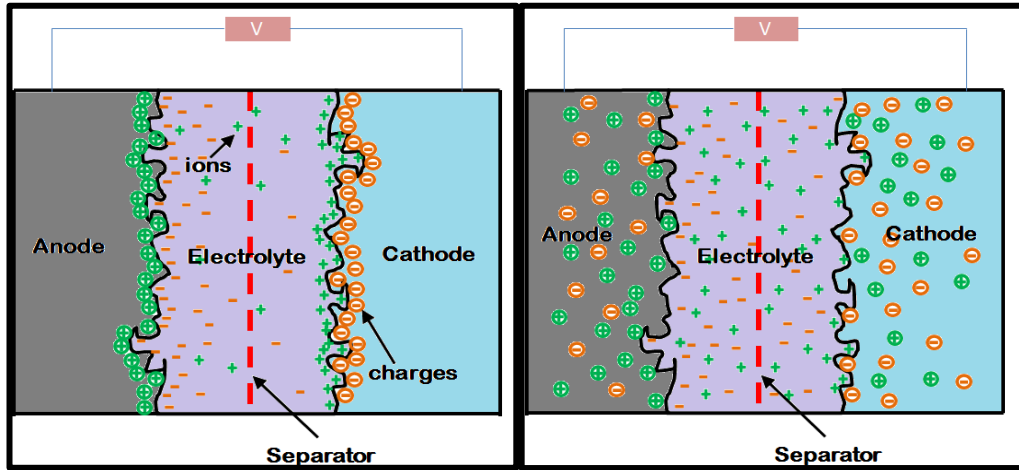 V
ions
Anode
Electrolyte
Cathode
charges
Separator
V
Anode
Electrolyte
Cathode
Separator